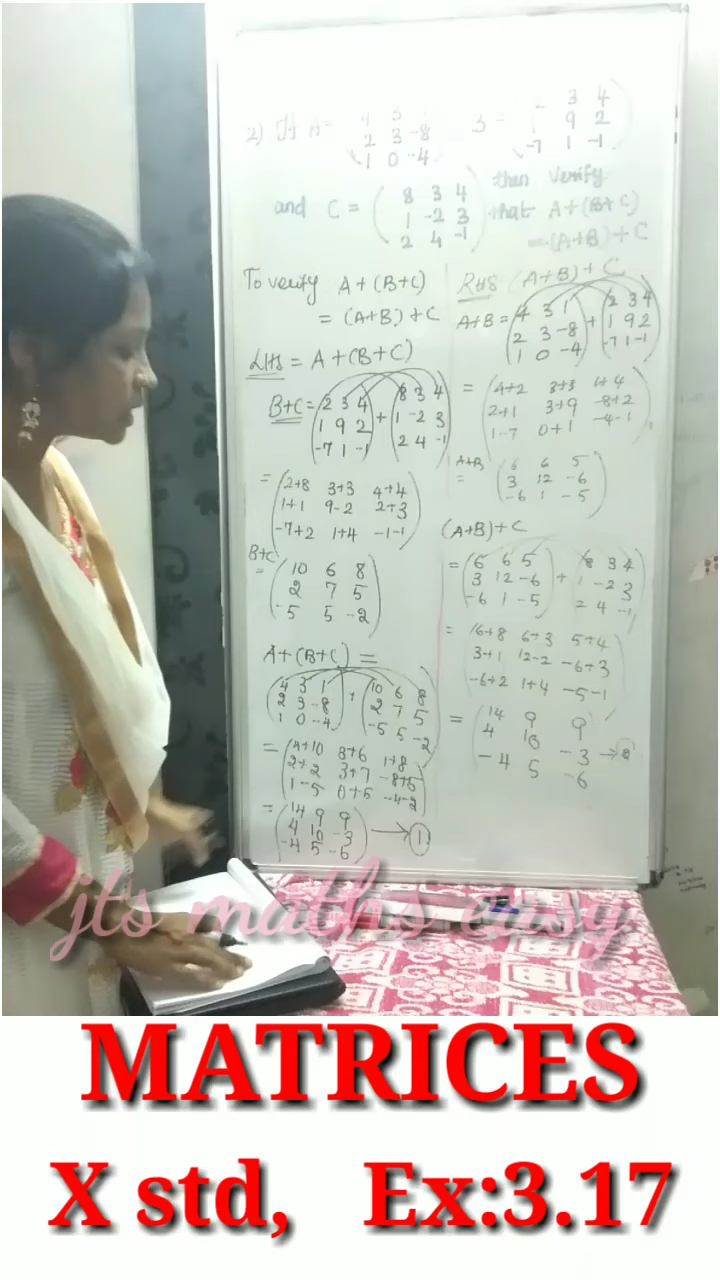 2) If A =
2 3 -8
1 0 -4
3 4
9 2
-7 1 -1
and C = ( 8 3 4
1 -2 3
2 4 -1 )
then verify
that A+(B+C)
=(A+B)+C
To verify A+(B+C)
= (A+B)+C
LHS = A+(B+C)
B+C = ( 2 3 4
1 9 2
-7 1 -1 ) + ( 8 3 4
1 -2 3
2 4 -1 )
= ( 2+8 3+3 4+4
1+1 9-2 2+3
-7+2 1+4 -1-1 )
B+C
= ( 10 6 8
2 7 5
-5 5 -2 )
A+(B+C) =
( 4 3 1
2 3 -8
1 0 -4 ) + ( 10 6 8
2 7 5
-5 5 -2 )
= ( 4+10 3+6 1+8
2+2 3+7 -8+5
1-5 0+5 -4-2 )
= ( 14 9 9
4 10 -3
-4 5 -6 ) → 1
RHS (A+B)+C
A+B = ( 4 3 1
2 3 -8
1 0 -4 ) + ( 2 3 4
1 9 2
-7 1 -1 )
= ( 4+2 3+3 1+4
2+1 3+9 -8+2
1-7 0+1 -4-1 )
A+B
= ( 6 6 5
3 12 -6
-6 1 -5 )
(A+B)+C
= ( 6 6 5
3 12 -6
-6 1 -5 ) + ( 8 3 4
1 -2 3
2 4 -1 )
= ( 6+8 6+3 5+4
3+1 12-2 -6+3
-6+2 1+4 -5-1 )
= ( 14 9 9
4 10 -3 →
-4 5 -6
jts maths easy
MATRICES
X std, Ex:3.17